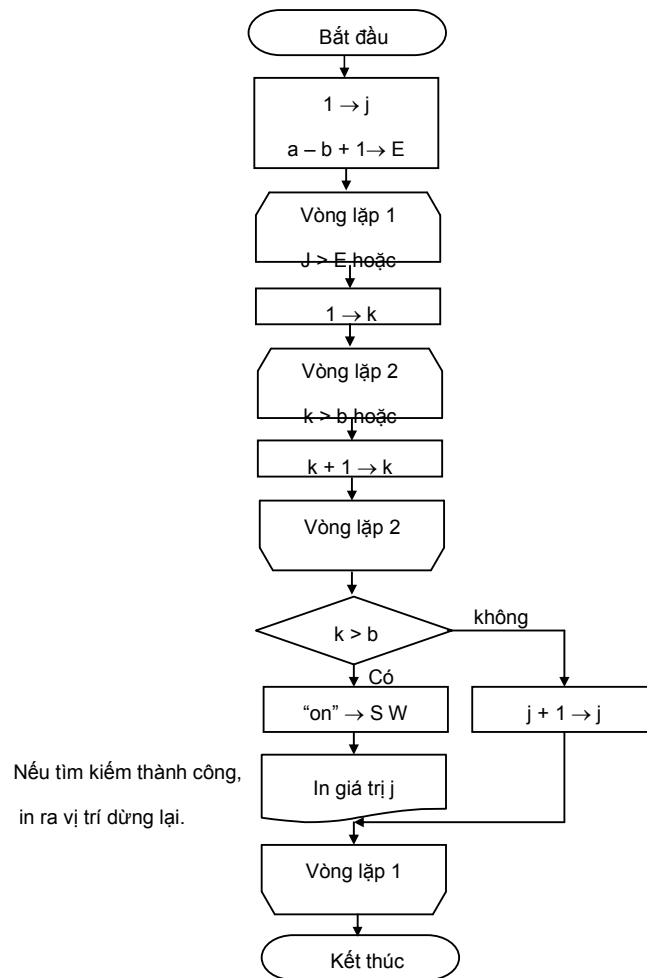 Bắt đầu
1 → j
a – b + 1→ E
Vòng lặp 1
J > E hoặc
1 → k
Vòng lặp 2
k > b hoặc
k + 1 → k
Vòng lặp 2
k > b
không
Có
“on” → S W
j + 1 → j
Nếu tìm kiếm thành công,
in ra vị trí dừng lại.
In giá trị j
Vòng lặp 1
Kết thúc